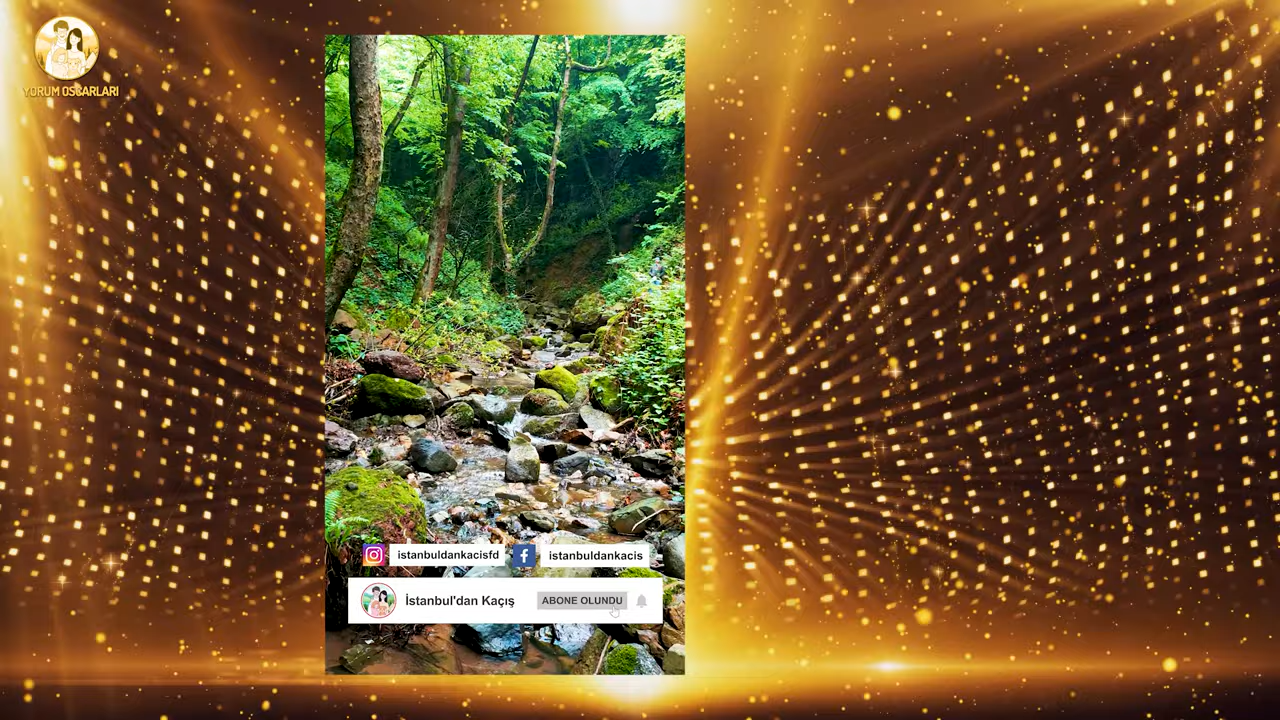 YORUM OSCARLARI
istanbuldankacisfd
istanbuldankacis
İstanbul'dan Kaçış
ABONE OLUNDU